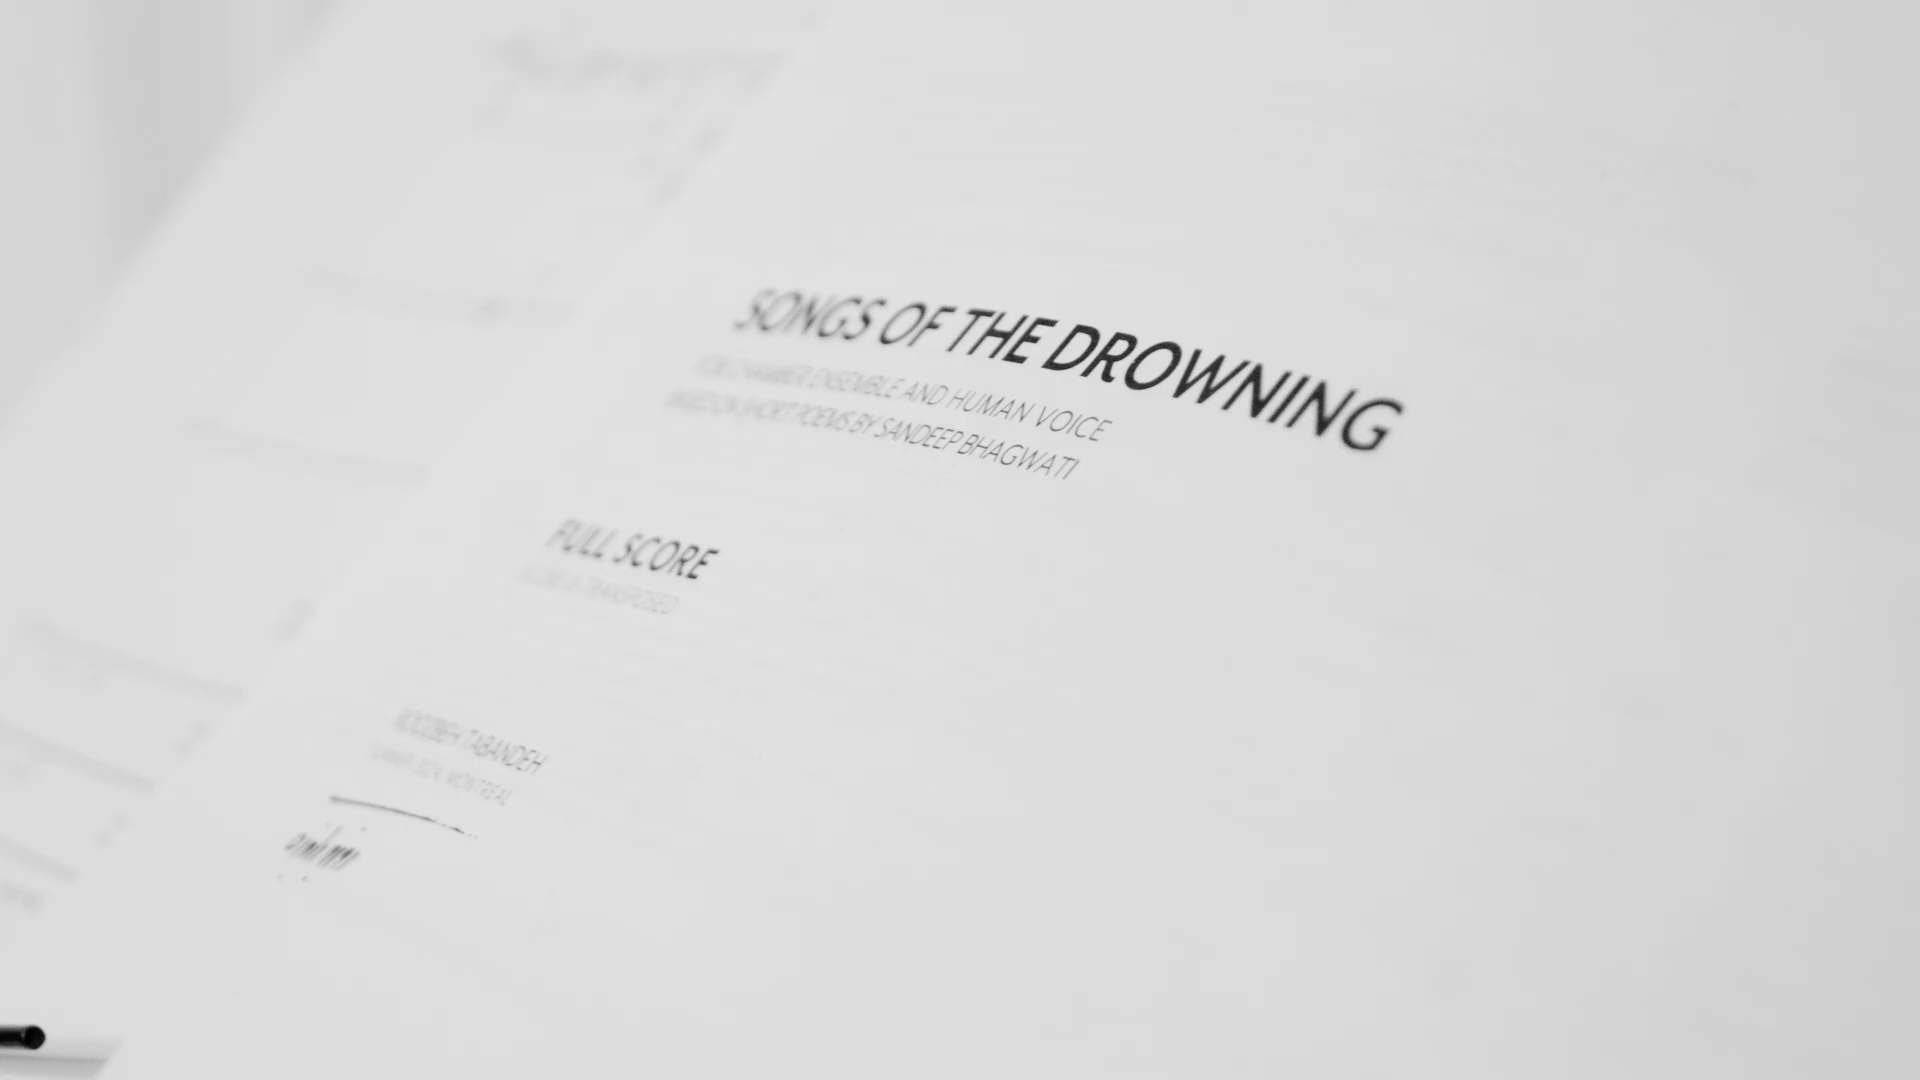 SONGS OF THE DROWNING
FOR CHAMBER ENSEMBLE AND HUMAN VOICE
BASED ON SHORT POEMS BY SANDEEP BHAGWATI
FULL SCORE
SCORE IS TRANSPOSED
ROOZBEH TABANDEH
MONTREAL